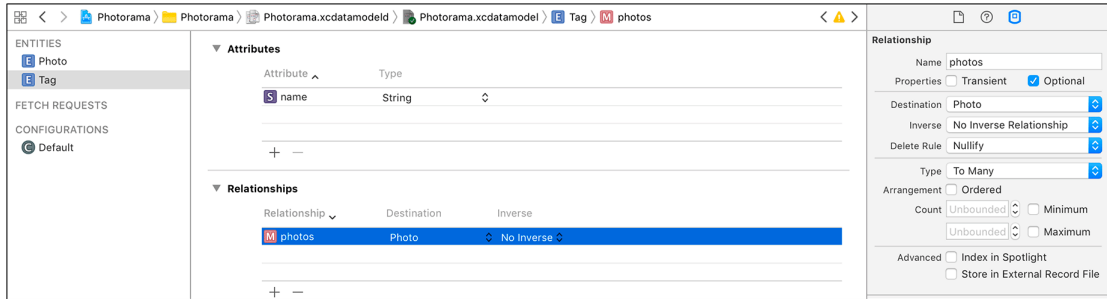 Photorama Photorama Photorama.xcdatamodeld Photorama.xcdatamodel E Tag M photos
ENTITIES
E Photo
E Tag
FETCH REQUESTS
CONFIGURATIONS
C Default
Attributes
Attribute Type
S name String
+ −
Relationships
Relationship Destination Inverse
M photos Photo No Inverse
+ −
Relationship
Name photos
Properties Transient Optional
Destination Photo
Inverse No Inverse Relationship
Delete Rule Nullify
Type To Many
Arrangement Ordered
Count Unbounded Minimum
Unbounded Maximum
Advanced Index in Spotlight
Store in External Record File